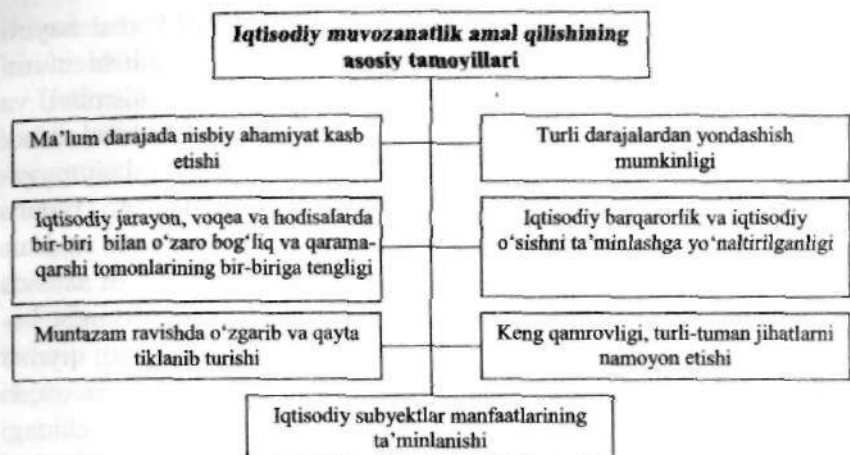 Iqtisodiy muvozanatlik amal qilishining
asosiy tamoyillari
Ma’lum darajada nisbiy ahamiyat kasb
etishi
Turli darajalardan yondashish
mumkinligi
Iqtisodiy jarayon, voqea va hodisalarda
bir-biri bilan o‘zaro bog‘liq va qarama-
qarshi tomonlarining bir-biriga tengligi
Iqtisodiy barqarorlik va iqtisodiy
o‘sishni ta’minlashga yo‘naltirilganligi
Muntazam ravishda o‘zgarib va qayta
tiklanib turishi
Keng qamrovligi, turli-tuman jihatlarni
namoyon etishi
Iqtisodiy subyektlar manfaatlarining
ta’minlanishi